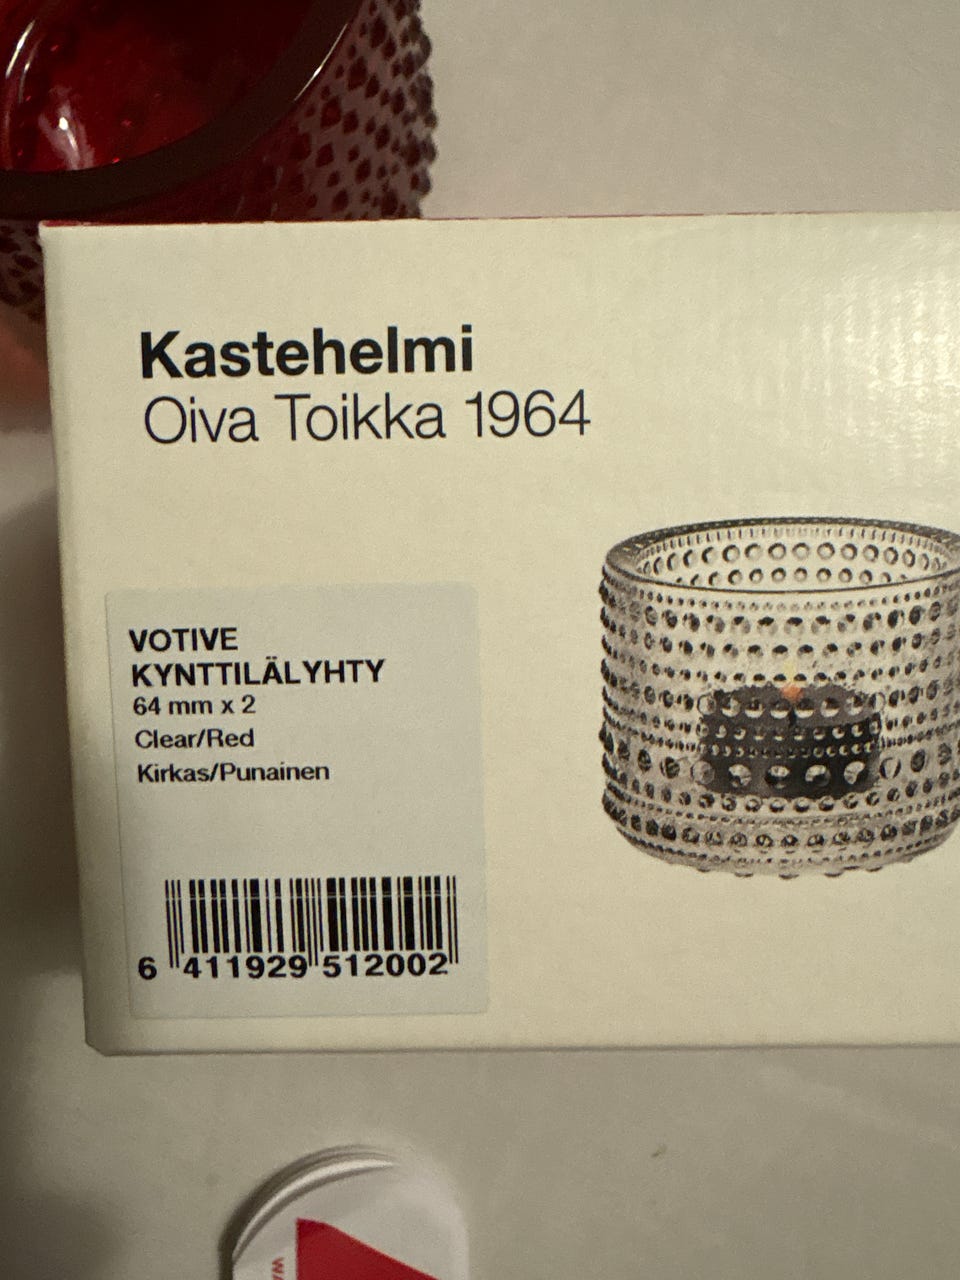 Kastehelmi
Oiva Toikka 1964
VOTIVE
KYNTTILÄLYHTY
64 mm x 2
Clear/Red
Kirkas/Punainen
6 411929 512002